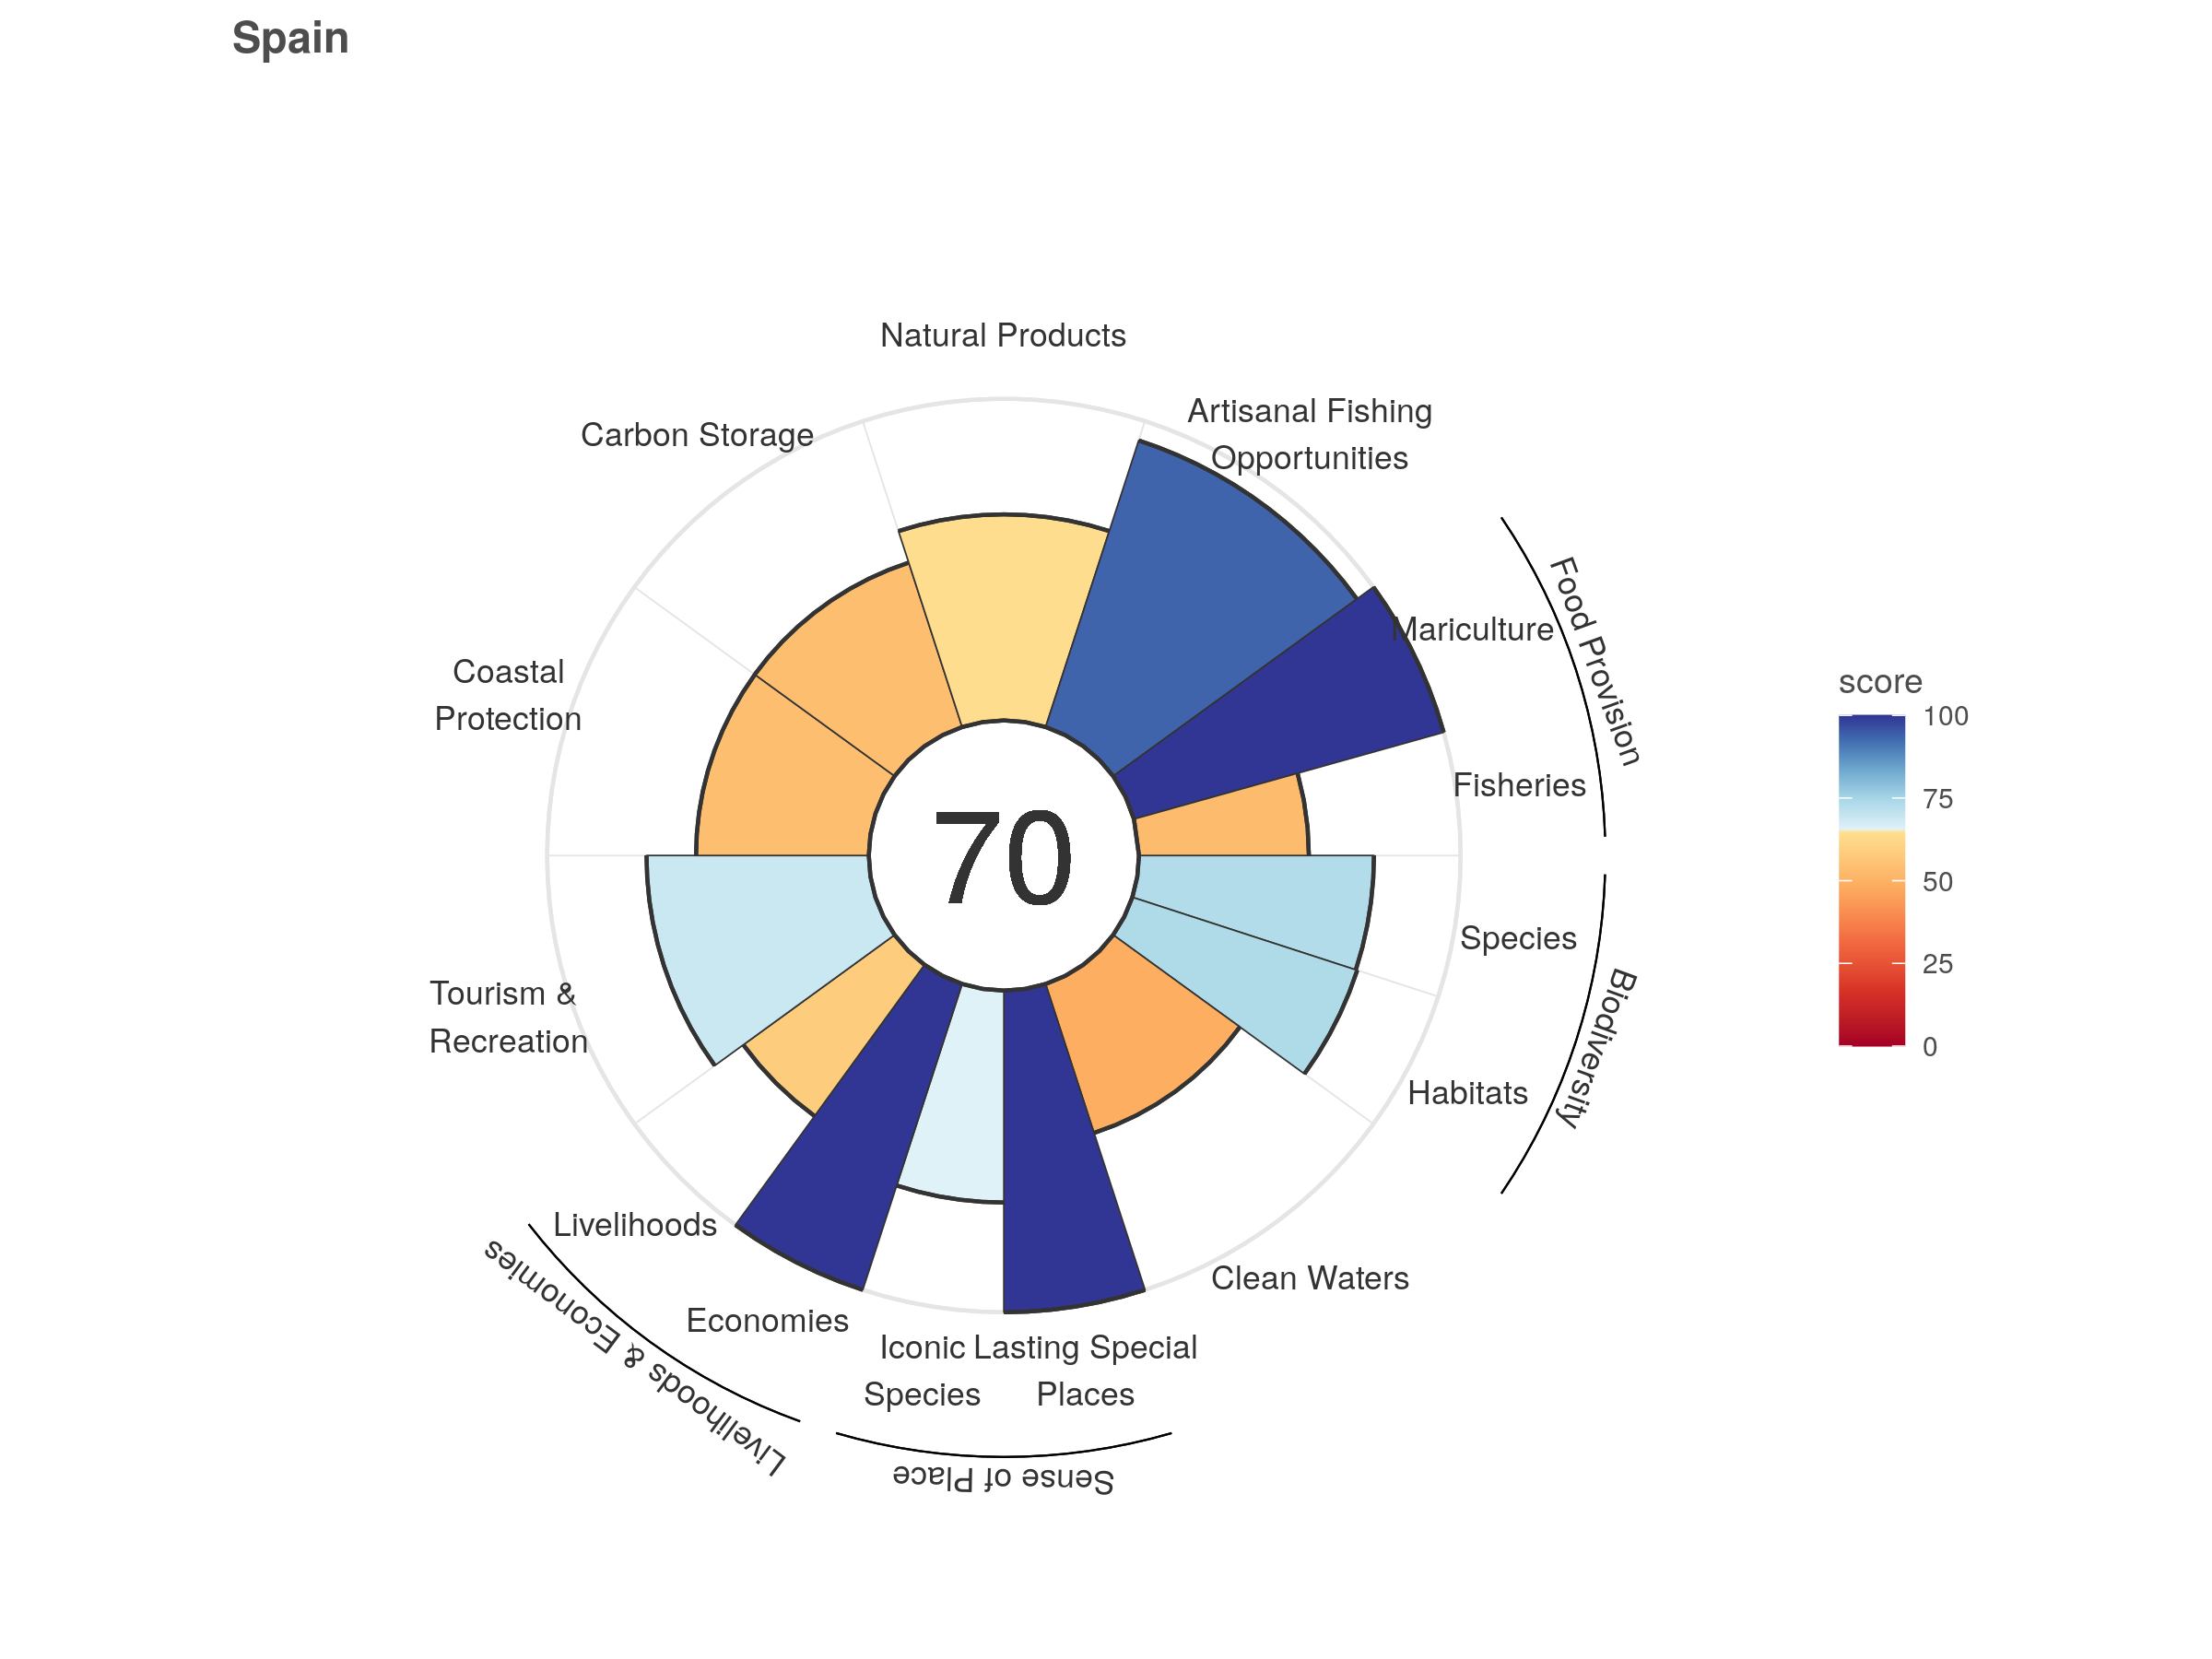 Spain
Natural Products
Artisanal Fishing
Opportunities
Carbon Storage
Mariculture
Food Provision
Coastal
Protection
Fisheries
70
Species
Biodiversity
Tourism &
Recreation
Habitats
Livelihoods
Clean Waters
Economies
Livelihoods & Economies
Iconic
Species
Lasting Special
Places
Sense of Place
score
100
75
50
25
0